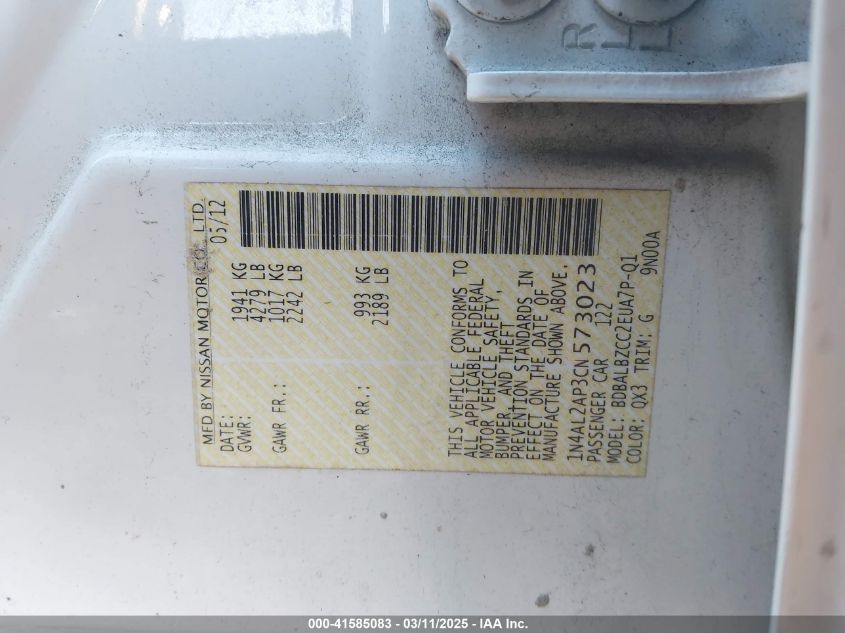 MFD BY NISSAN MOTOR CO., LTD.
DATE: 05/12
GVWR: 1941 KG
4279 LB
GAWR FR.: 1017 KG
2242 LB
GAWR RR.: 993 KG
2189 LB
THIS VEHICLE CONFORMS TO
ALL APPLICABLE FEDERAL
MOTOR VEHICLE SAFETY,
BUMPER, AND THEFT
PREVENTION STANDARDS IN
EFFECT ON THE DATE OF
MANUFACTURE SHOWN ABOVE.
1N4AL2AP3CN573023
PASSENGER CAR 122
MODEL: BDBALBZCC2EUA7P-Q1
COLOR: QX3 TRIM: G 9N00A
000-41585083 - 03/11/2025 - IAA Inc.